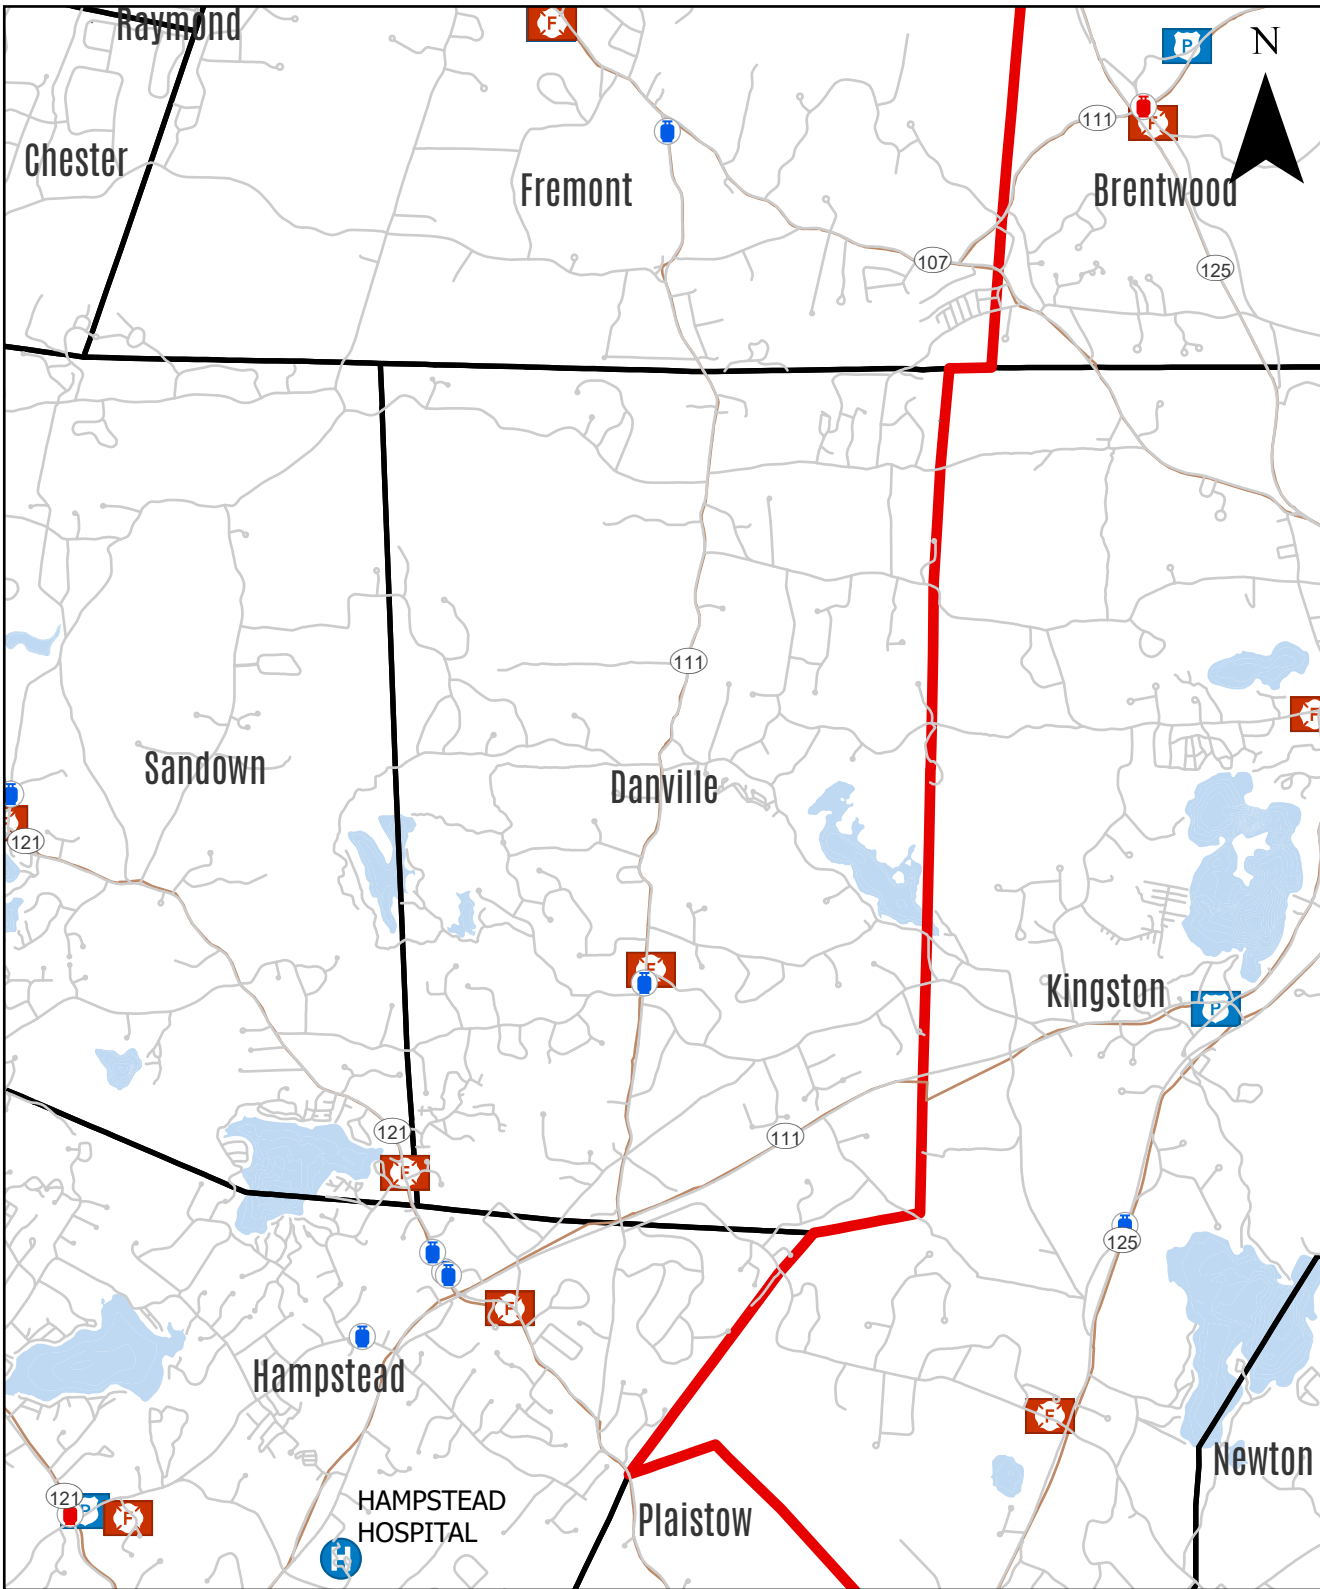 Raymond
F
P
N
111
F
Chester
Fremont
Brentwood
107
125
111
F
Sandown
Danville
F
121
F
Kingston
P
121
111
F
125
F
Hampstead
F
Newton
HAMPSTEAD
HOSPITAL
121
P
F
Plaistow
H